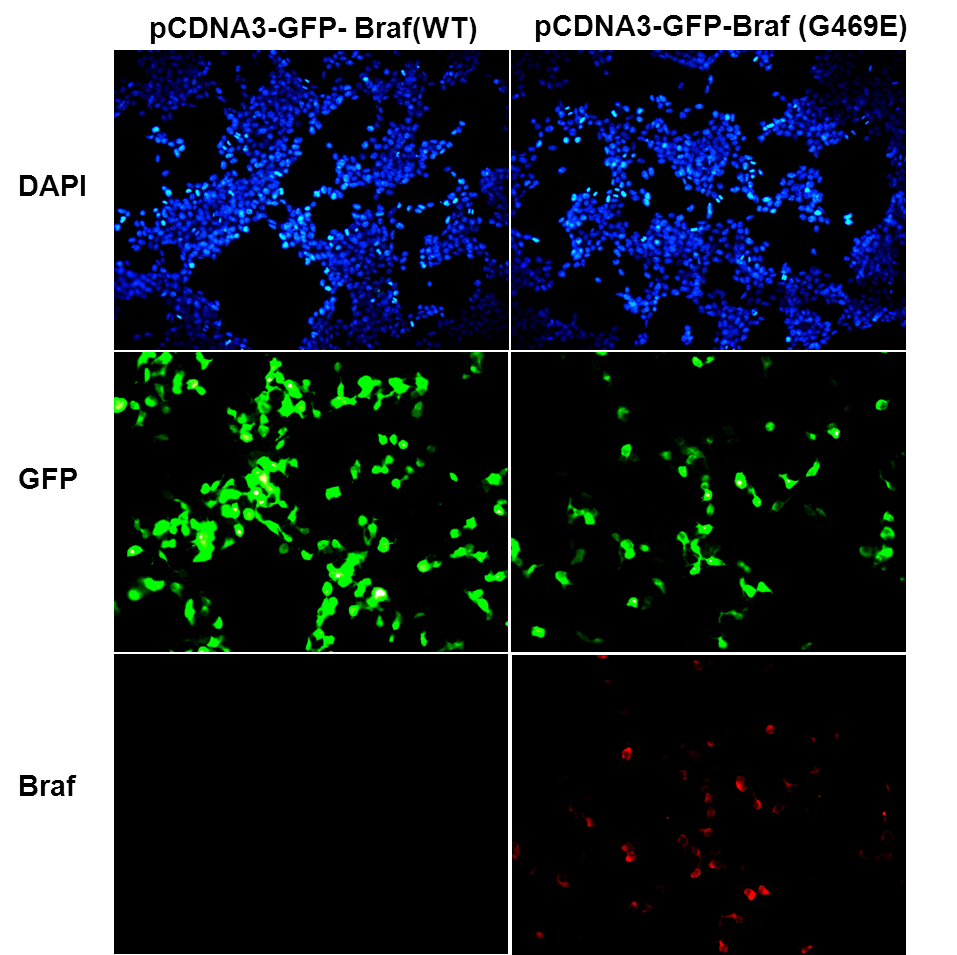 pCDNA3-GFP- Braf(WT)
pCDNA3-GFP-Braf (G469E)
DAPI
GFP
Braf